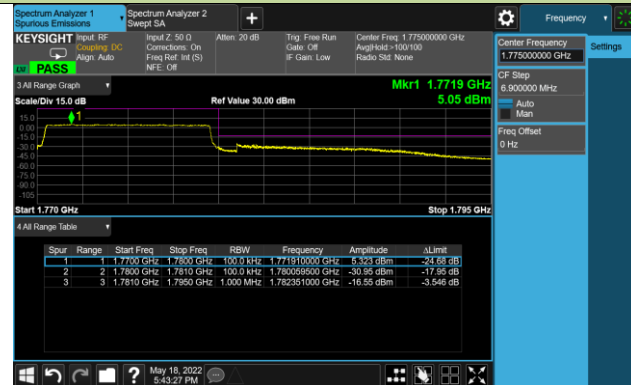 Spectrum Analyzer 1
Spurious Emissions
Spectrum Analyzer 2
Swept SA
Frequency
KEYSIGHT
Input: RF
Coupling: DC
Align: Auto
Input Z: 50 Ω
Corrections: On
Freq Ref: Int (S)
NFE: Off
Atten: 20 dB
Trig: Free Run
Gate: Off
IF Gain: Low
Center Freq: 1.775000000 GHz
Avg|Hold:>100/100
Radio Std: None
PASS
Center Frequency
1.775000000 GHz
Settings
CF Step
6.900000 MHz
Auto
Man
Freq Offset
0 Hz
3 All Range Graph
Mkr1 1.7719 GHz
Scale/Div 15.0 dB
Ref Value 30.00 dBm
5.05 dBm
1
15.0
0.00
-15.0
-30.0
-45.0
-60.0
-75.0
-90.0
-105
Start 1.770 GHz
Stop 1.795 GHz
4 All Range Table
Spur Range Start Freq Stop Freq RBW Frequency Amplitude ΔLimit
1 1 1.7700 GHz 1.7800 GHz 100.0 kHz 1.771910000 GHz 5.323 dBm -24.68 dB
2 2 1.7800 GHz 1.7810 GHz 100.0 kHz 1.780059500 GHz -30.95 dBm -17.95 dB
3 3 1.7810 GHz 1.7950 GHz 1.000 MHz 1.782351000 GHz -16.55 dBm -3.546 dB
May 18, 2022
5:43:27 PM